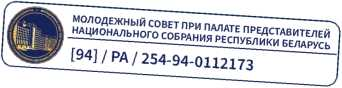 МОЛОДЕЖНЫЙ СОВЕТ ПРИ ПАЛАТЕ ПРЕДСТАВИТЕЛЕЙ
НАЦИОНАЛЬНОГО СОБРАНИЯ РЕСПУБЛИКИ БЕЛАРУСЬ
[94] / PA / 254-94-0112173